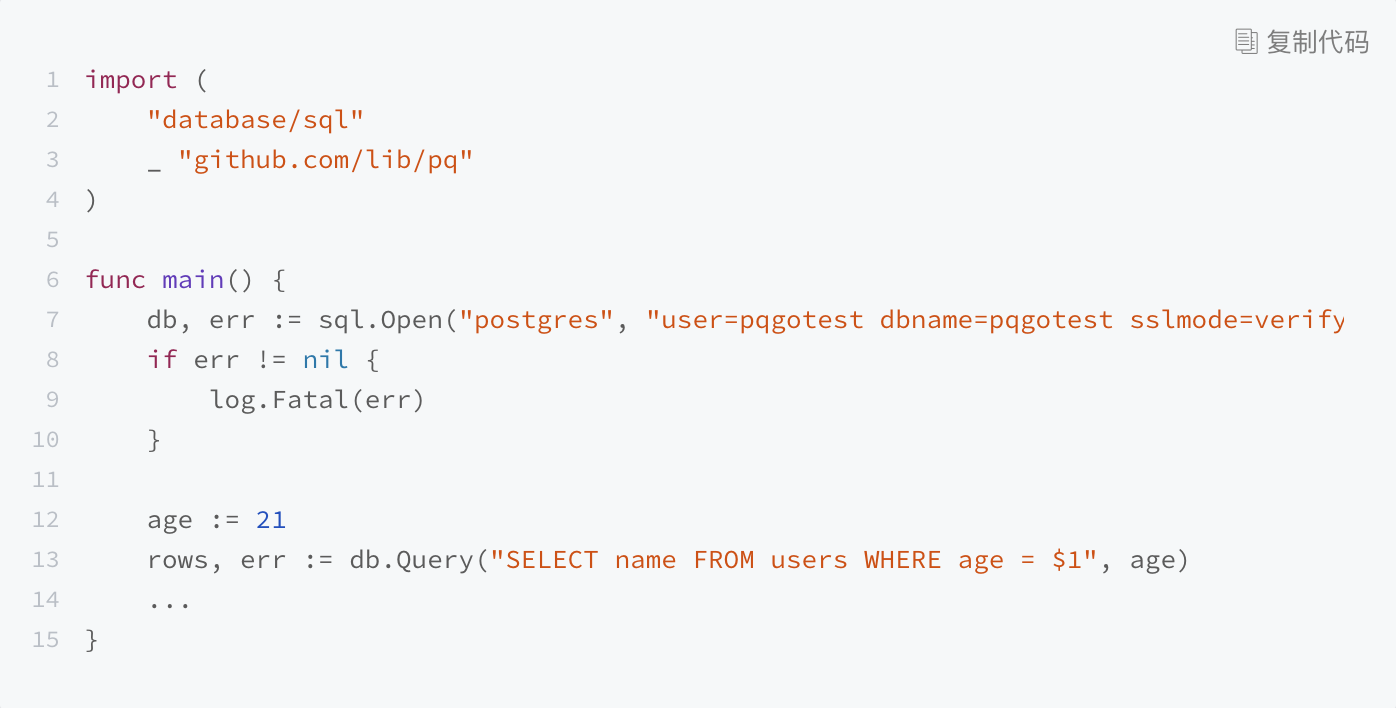 复制代码
1 import (
2     "database/sql"
3     _ "github.com/lib/pq"
4 )
5
6 func main() {
7     db, err := sql.Open("postgres", "user=pqgotest dbname=pqgotest sslmode=verify
8     if err != nil {
9         log.Fatal(err)
10     }
11
12     age := 21
13     rows, err := db.Query("SELECT name FROM users WHERE age = $1", age)
14     ...
15 }